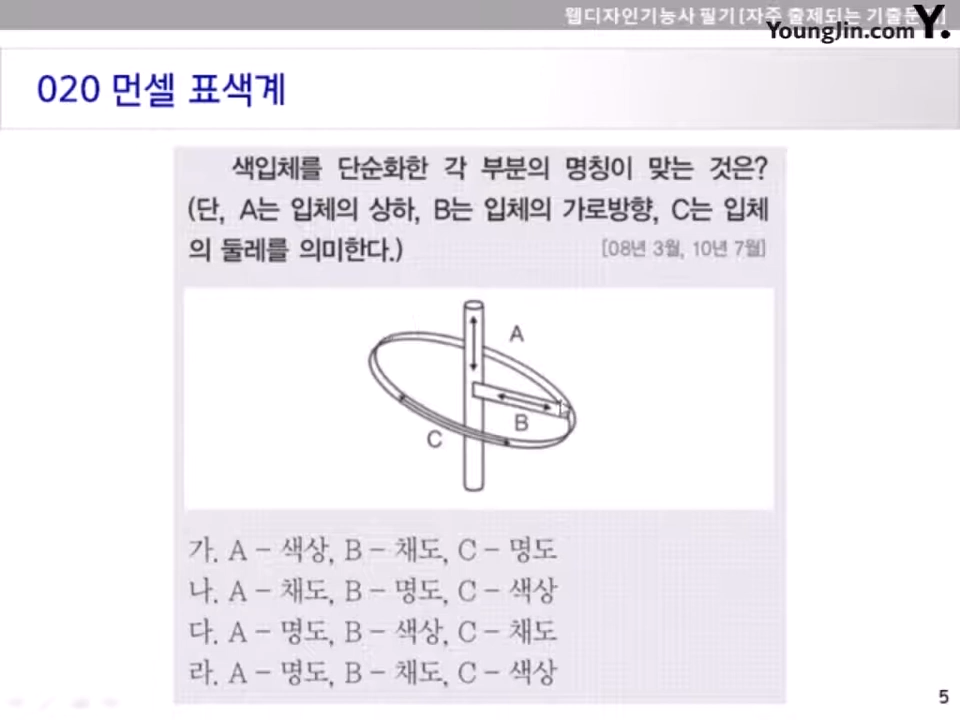 웹디자인기능사 필기 [자주 출제되는 기출문제]
YoungJin.com Y.
020 먼셀 표색계
색입체를 단순화한 각 부분의 명칭이 맞는 것은?
(단, A는 입체의 상하, B는 입체의 가로방향, C는 입체
의 둘레를 의미한다.)
[08년 3월, 10년 7월]
A
B
C
가. A - 색상, B - 채도, C - 명도
나. A - 채도, B - 명도, C - 색상
다. A - 명도, B - 색상, C - 채도
라. A - 명도, B - 채도, C - 색상
5